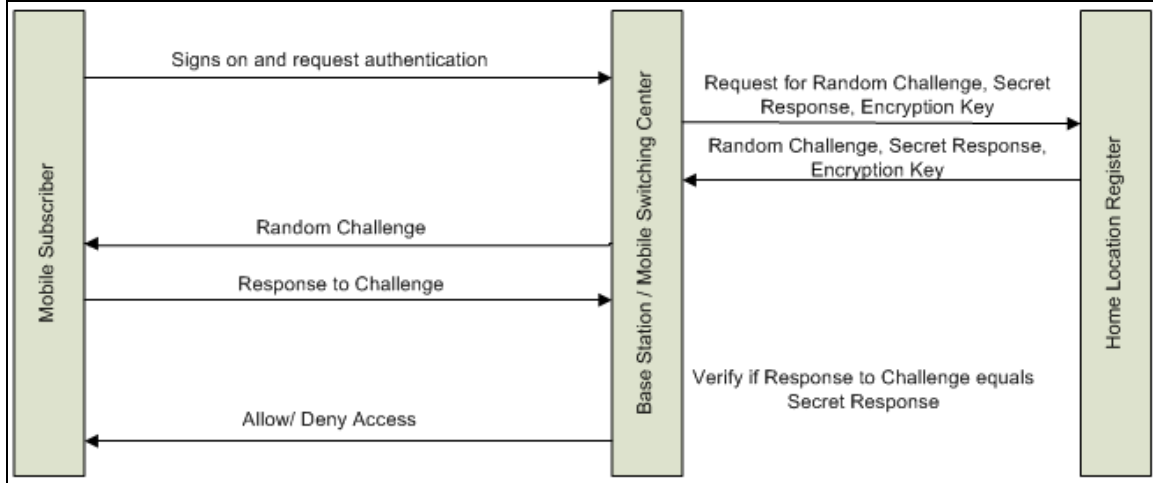 Mobile Subscriber
Base Station / Mobile Switching Center
Home Location Register
Signs on and request authentication
Request for Random Challenge, Secret
Response, Encryption Key
Random Challenge, Secret Response,
Encryption Key
Random Challenge
Response to Challenge
Verify if Response to Challenge equals
Secret Response
Allow/ Deny Access